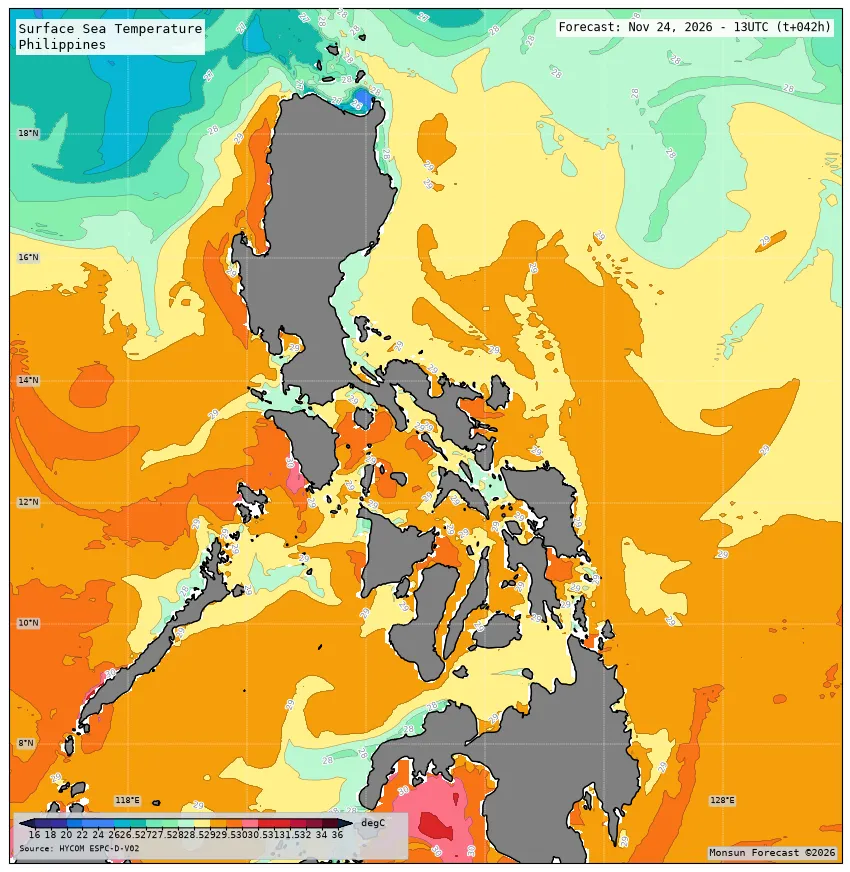 Surface Sea Temperature
Philippines
Forecast: Nov 24, 2026 - 13UTC (t+042h)
18°N
16°N
14°N
12°N
10°N
8°N
118°E
128°E
degC
16 18 20 22 24 26 26.5 27 27.5 28 28.5 29 29.5 30 30.5 31 31.5 32 34 36
Source: HYCOM ESPC-D-V02
Monsun Forecast ©2026